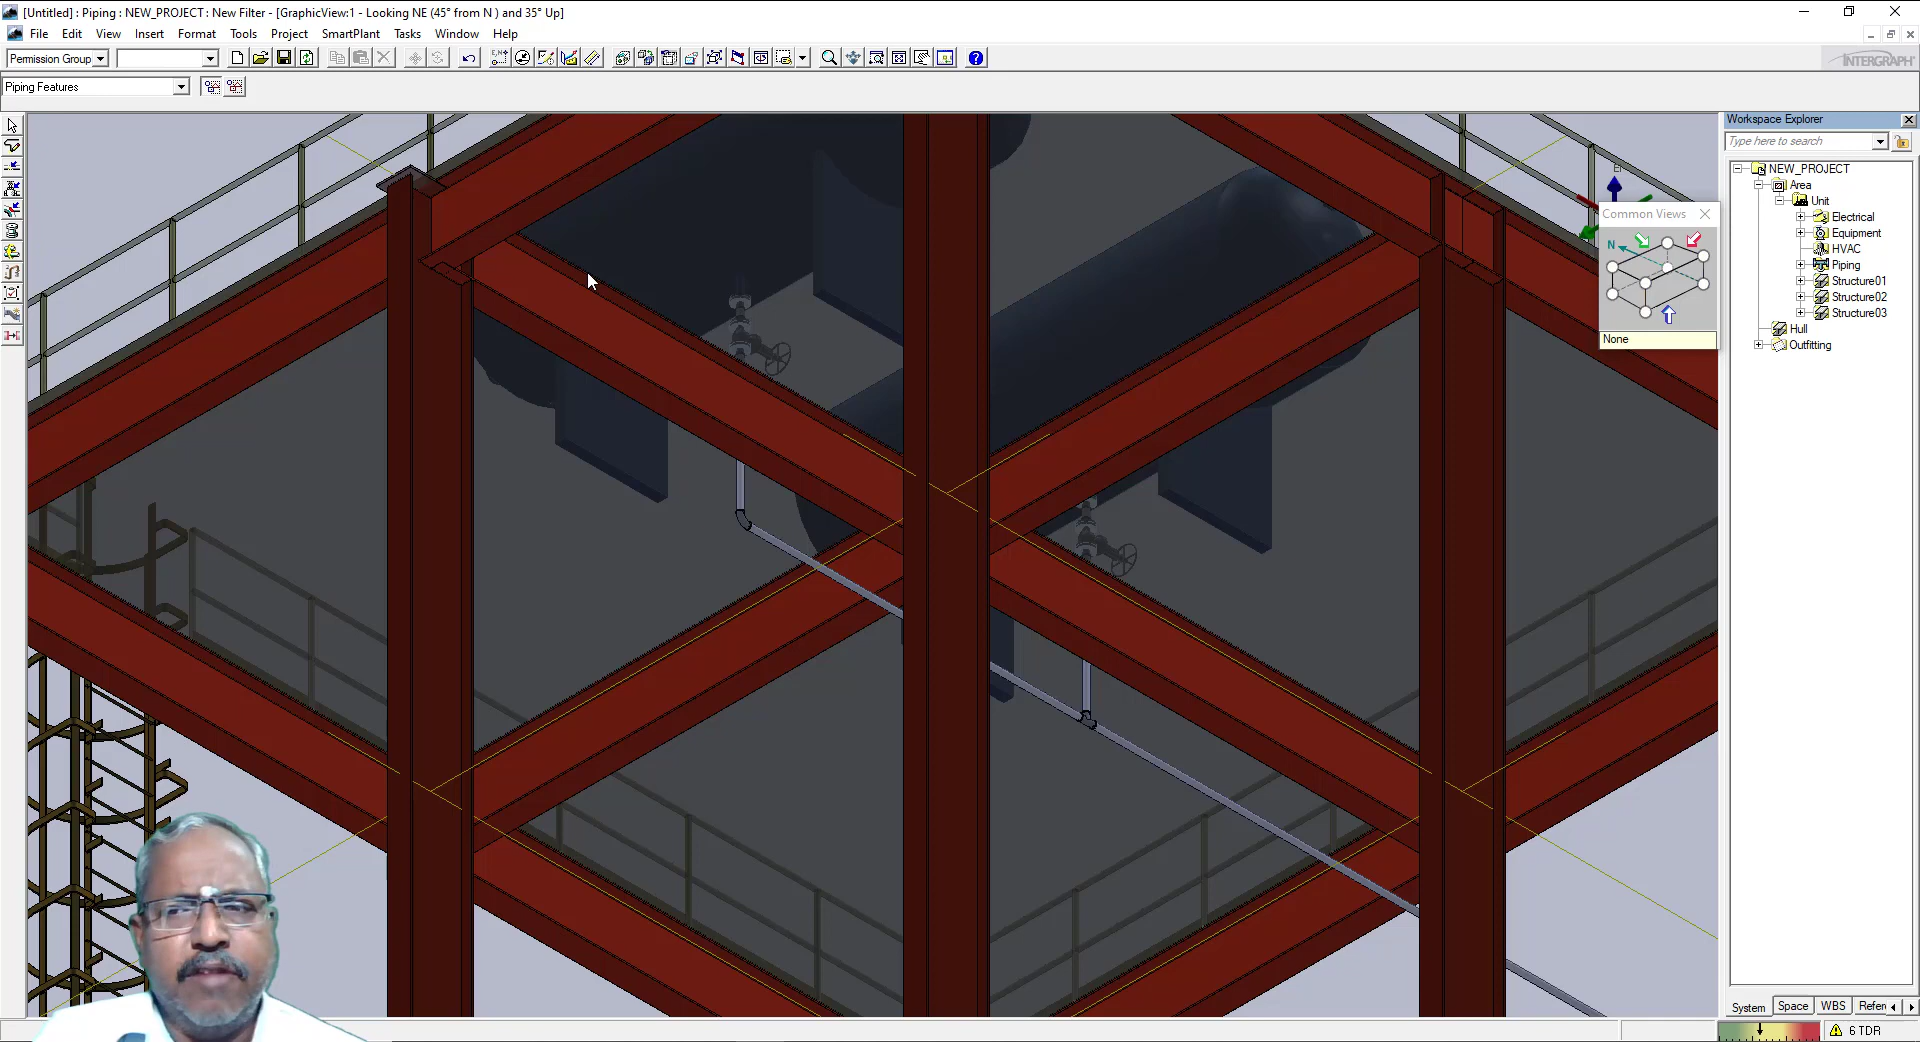 [Untitled] : Piping : NEW_PROJECT : New Filter - [GraphicView:1 - Looking NE (45° from N ) and 35° Up]
File Edit View Insert Format Tools Project SmartPlant Tasks Window Help
Permission Group
INTERGRAPH
Piping Features
Workspace Explorer
Type here to search
NEW_PROJECT
Area
Unit
Electrical
Equipment
HVAC
Piping
Structure01
Structure02
Structure03
Hull
Outfitting
El
Common Views
N
None
System Space WBS Refer
6 TDR